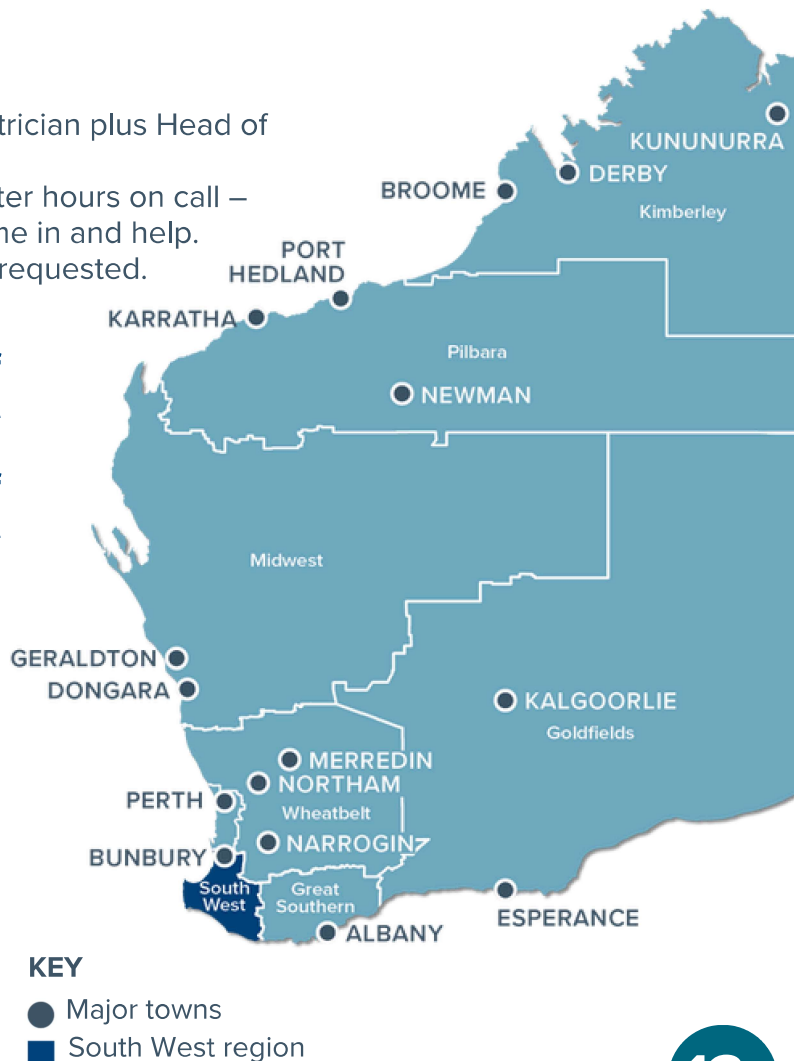 trician plus Head of
ter hours on call –
ne in and help.
requested.
KUNUNURRA
DERBY
BROOME
Kimberley
PORT
HEDLAND
KARRATHA
Pilbara
NEWMAN
Midwest
GERALDTON
DONGARA
KALGOORLIE
Goldfields
MERREDIN
NORTHAM
PERTH
Wheatbelt
NARROGIN
BUNBURY
South
West
Great
Southern
ESPERANCE
ALBANY
KEY
Major towns
South West region